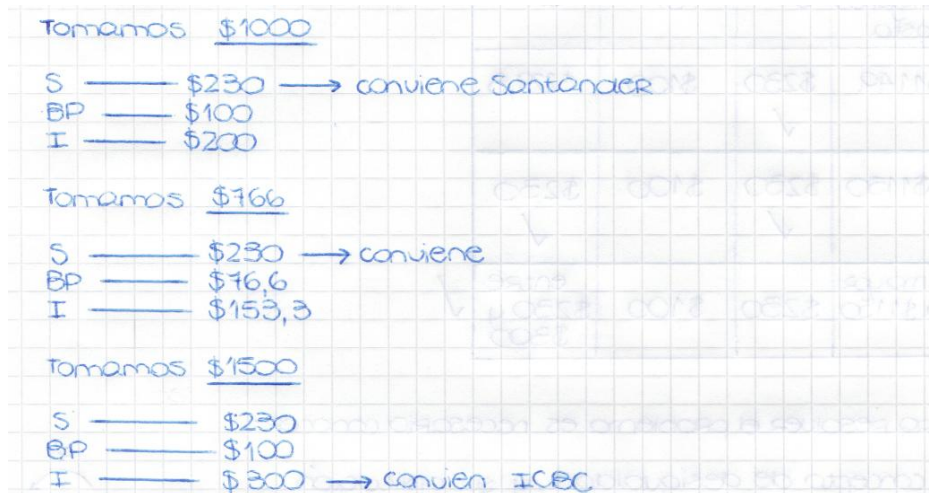 Tomamos $1000
S —— $230 → conviene Santander
BP —— $100
I —— $200
Tomamos $766
S —— $230 → conviene
BP —— $76,6
I —— $153,3
Tomamos $1500
S —— $230
BP —— $100
I —— $300 → convien ICBC